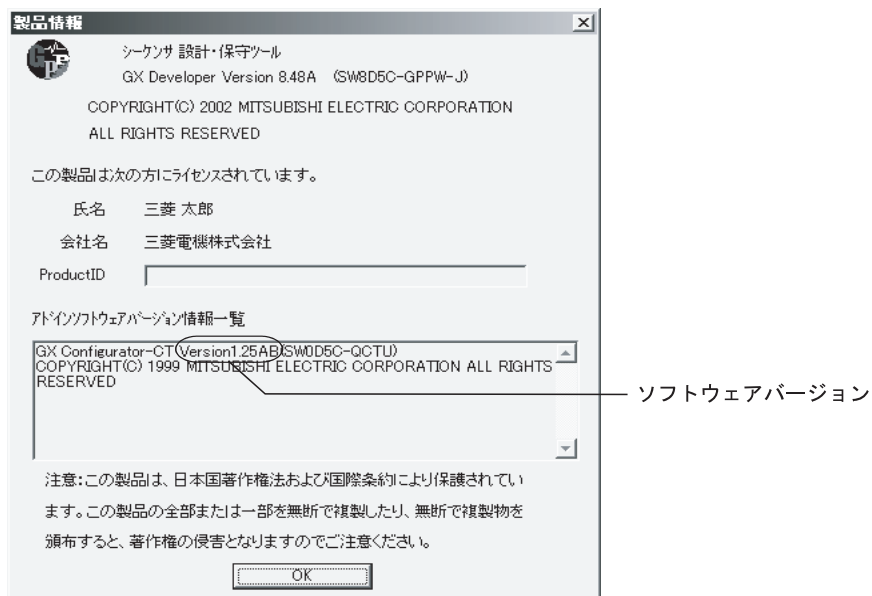 製品情報
シーケンサ 設計・保守ツール
GX Developer Version 8.48A (SW8D5C-GPPW-J)
COPYRIGHT(C) 2002 MITSUBISHI ELECTRIC CORPORATION
ALL RIGHTS RESERVED
この製品は次の方にライセンスされています。
氏名 三菱 太郎
会社名 三菱電機株式会社
ProductID
アドインソフトウェアバージョン情報一覧
GX Configurator-CT(Version1.25AB(SW0D5C-QCTU)
COPYRIGHT(C) 1999 MITSUBISHI ELECTRIC CORPORATION ALL RIGHTS
RESERVED
ソフトウェアバージョン
注意:この製品は、日本国著作権法および国際条約により保護されてい
ます。この製品の全部または一部を無断で複製したり、無断で複製物を
頒布すると、著作権の侵害となりますのでご注意ください。
OK